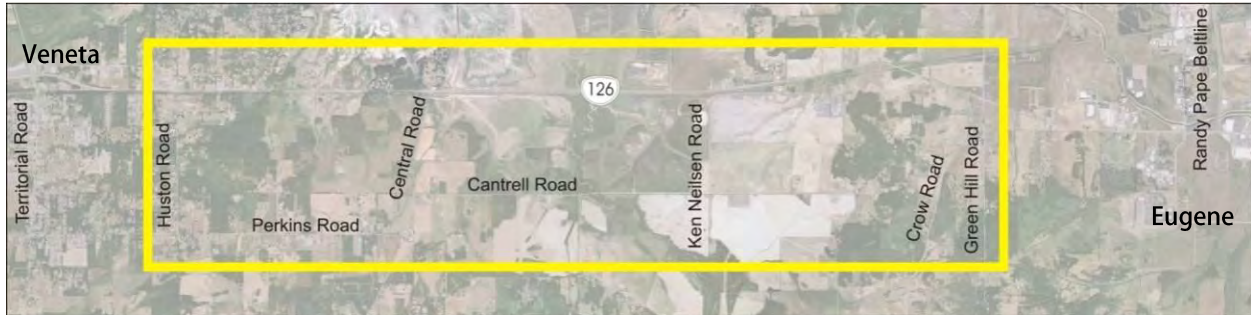 Veneta
126
Territorial Road
Huston Road
Central Road
Cantrell Road
Perkins Road
Ken Neilsen Road
Crow Road
Green Hill Road
Randy Pape Beltline
Eugene